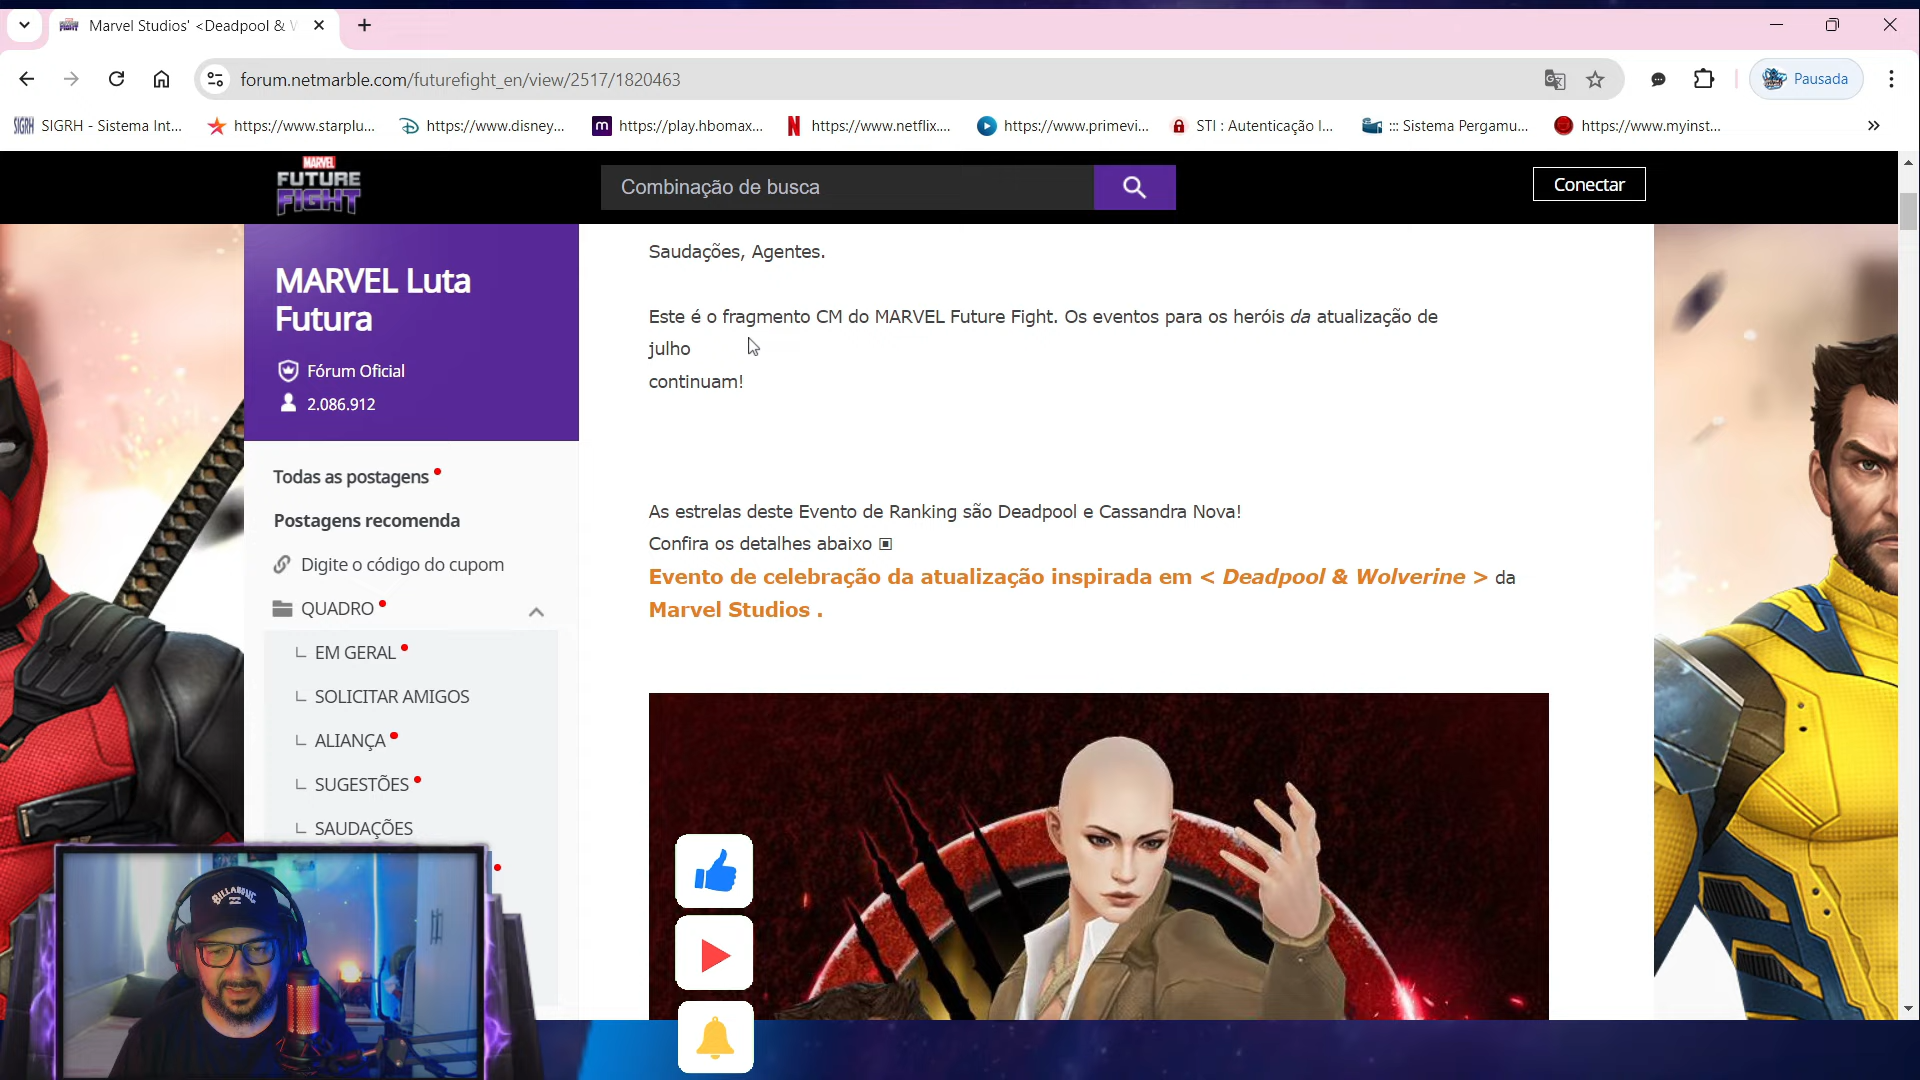 Marvel Studios' <Deadpool & W
forum.netmarble.com/futurefight_en/view/2517/1820463
Pausada
SIGRH SIGRH - Sistema Int...
https://www.starplu...
https://www.disney...
m https://play.hbomax...
N https://www.netflix...
https://www.primevi...
STI : Autenticação I...
::: Sistema Pergamu...
https://www.myinst...
»
MARVEL
FUTURE
FIGHT
Combinação de busca
Conectar
MARVEL Luta
Futura
Fórum Oficial
2.086.912
Todas as postagens
Postagens recomenda
Digite o código do cupom
QUADRO
EM GERAL
SOLICITAR AMIGOS
ALIANÇA
SUGESTÕES
SAUDAÇÕES
Saudações, Agentes.
Este é o fragmento CM do MARVEL Future Fight. Os eventos para os heróis da atualização de
julho
continuam!
As estrelas deste Evento de Ranking são Deadpool e Cassandra Nova!
Confira os detalhes abaixo ▣
Evento de celebração da atualização inspirada em < Deadpool & Wolverine > da
Marvel Studios .
BILLABONG